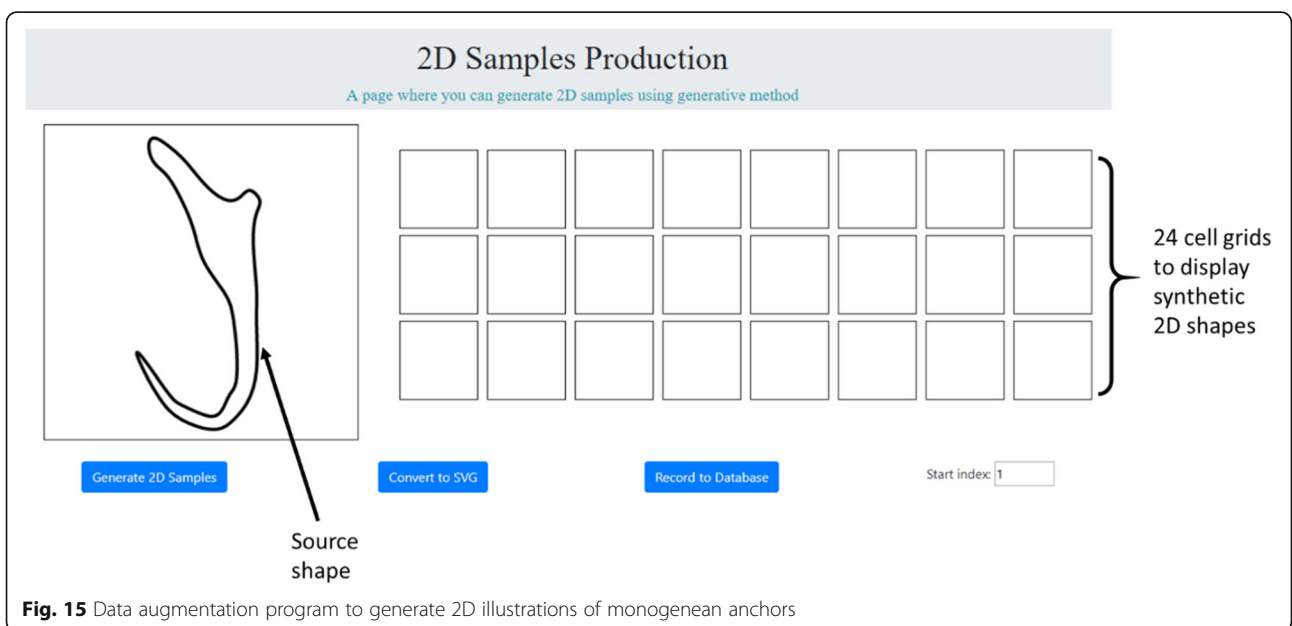 2D Samples Production
A page where you can generate 2D samples using generative method
24 cell grids
to display
synthetic
2D shapes
Generate 2D Samples
Convert to SVG
Record to Database
Start index: 1
Source
shape
Fig. 15 Data augmentation program to generate 2D illustrations of monogenean anchors